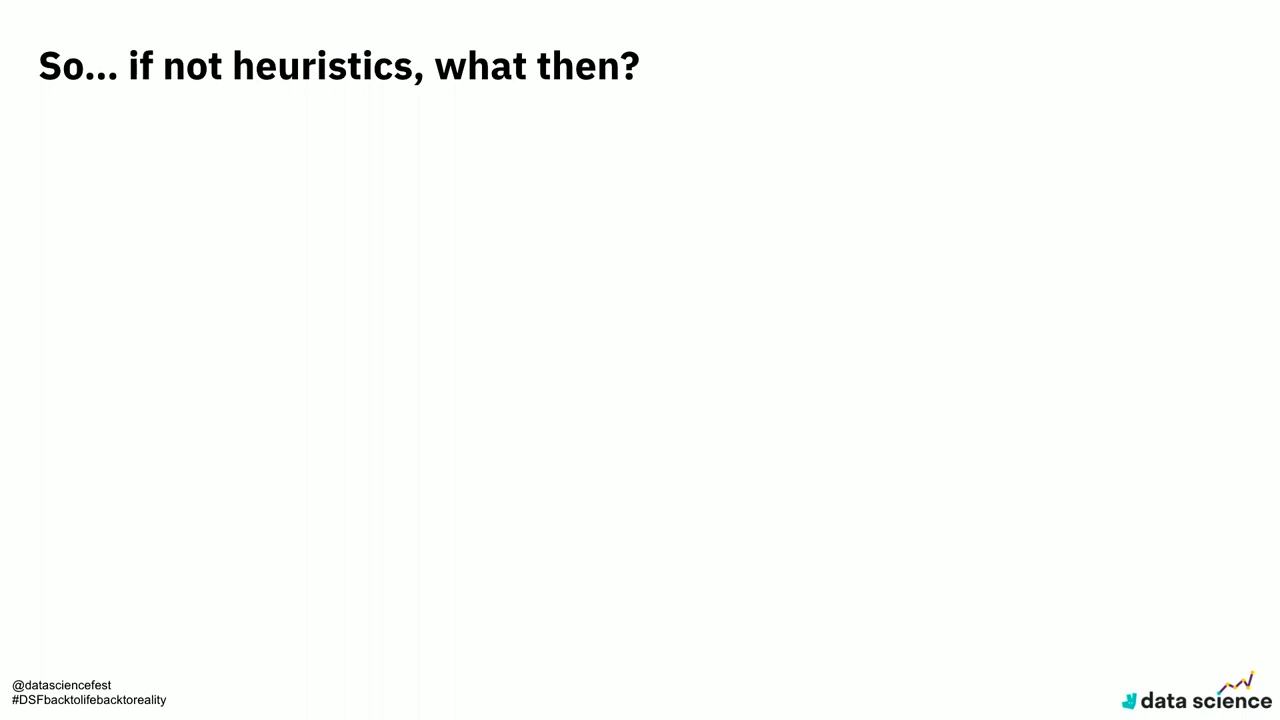 So... if not heuristics, what then?
@datasciencefest
#DSFbacktolifebacktoreality
data science